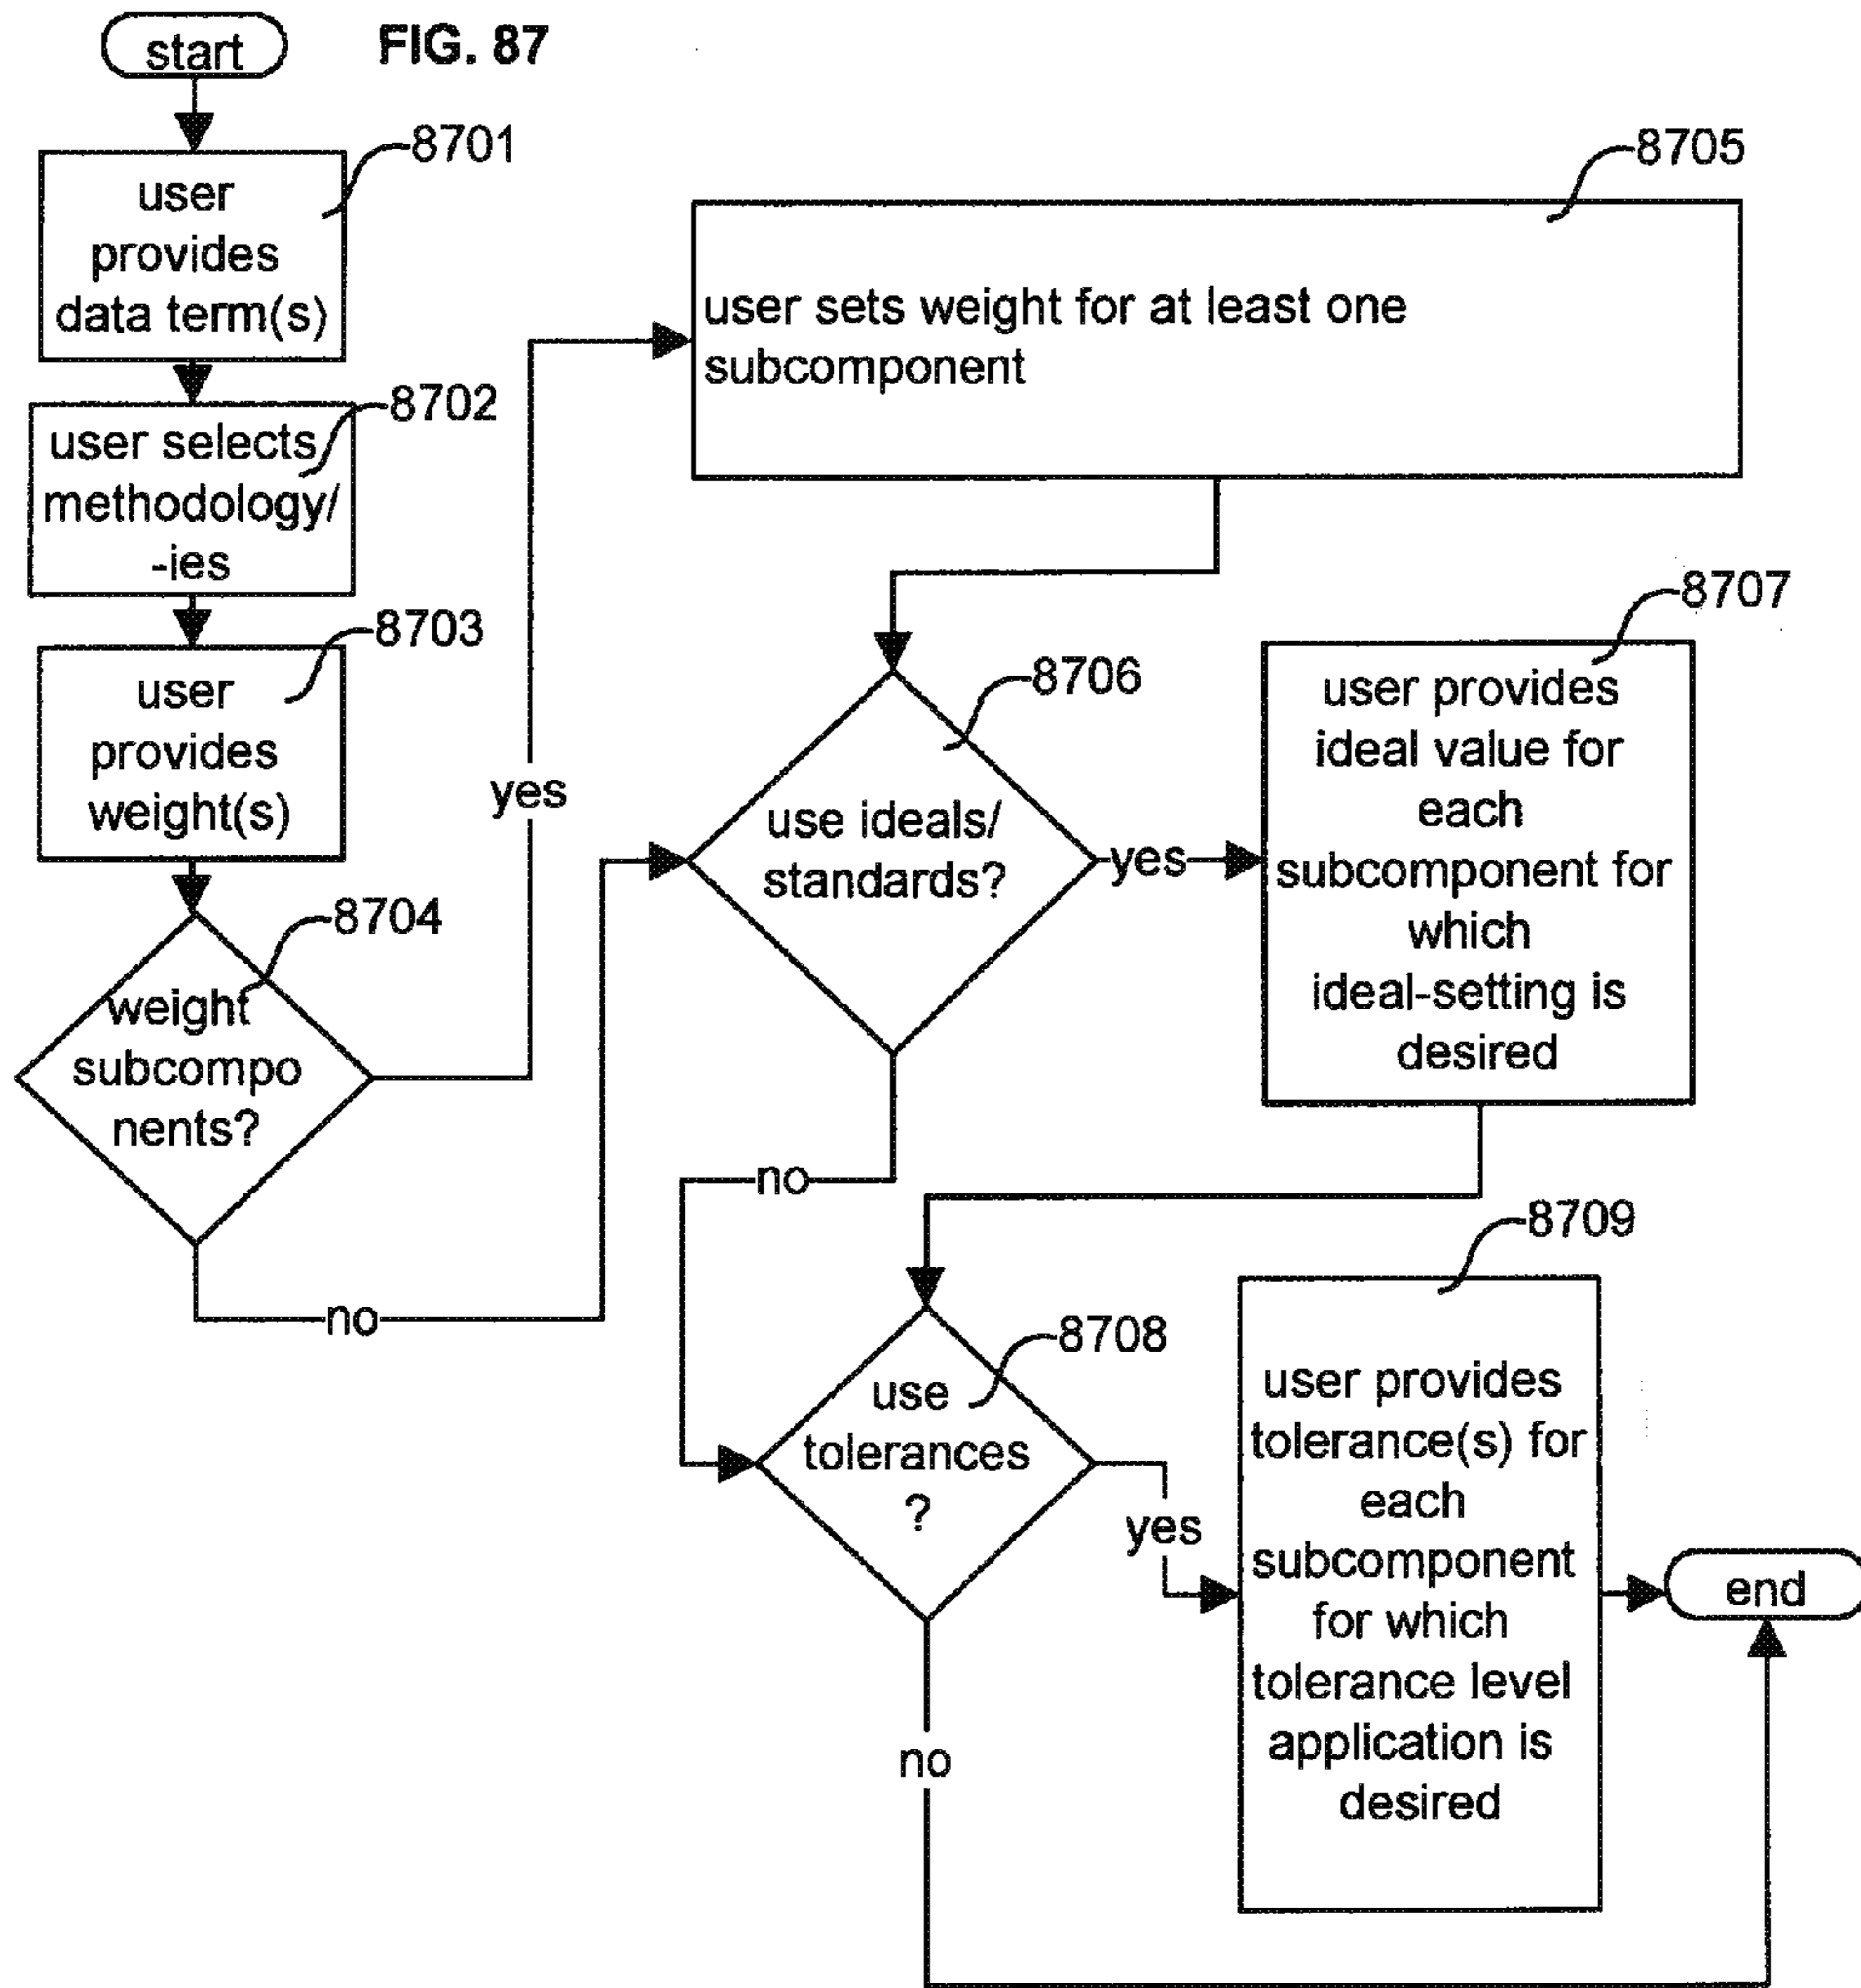 start
FIG. 87
8701
user
provides
data term(s)
8702
user selects
methodology/
-ies
8703
user
provides
weight(s)
8704
weight
subcompo
nents?
yes
no
8705
user sets weight for at least one
subcomponent
8706
use ideals/
standards?
yes
no
8707
user provides
ideal value for
each
subcomponent for
which
ideal-setting is
desired
8708
use
tolerances
?
yes
no
8709
user provides
tolerance(s) for
each
subcomponent
for which
tolerance level
application is
desired
end